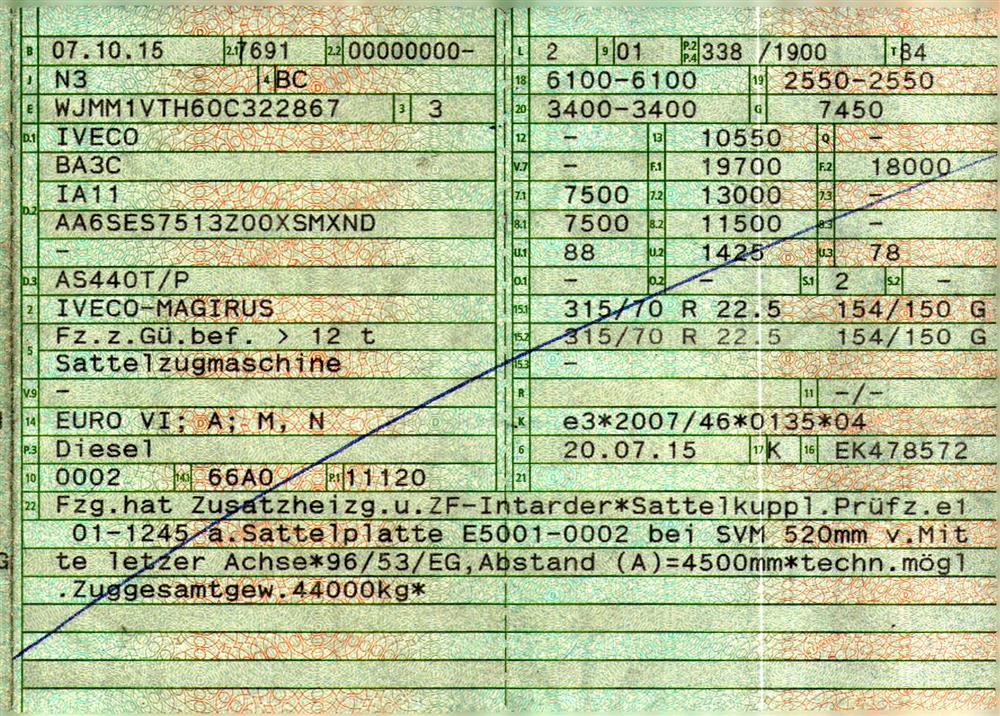 B 07.10.15 2.1 7691 2.2 00000000-
J N3 4 BC
E WJMM1VTH60C322867 3 3
D.1 IVECO
BA3C
IA11
D.2 AA6SES7513Z00XSMXND
-
D.3 AS440T/P
2 IVECO-MAGIRUS
Fz.z.Gü.bef. > 12 t
5 Sattelzugmaschine
V.9 -
14 EURO VI; A; M, N
P.3 Diesel
10 0002 14.1 66A0 P.1 11120
L 2 9 01 P.2 P.4 338 /1900 T 84
18 6100-6100 19 2550-2550
20 3400-3400 G 7450
12 - 13 10550 Q -
V.7 - F.1 19700 F.2 18000
7.1 7500 7.2 13000 7.3 -
8.1 7500 8.2 11500 8.3 -
U.1 88 U.2 1425 U.3 78
O.1 - O.2 - S.1 2 S.2 -
15.1 315/70 R 22.5 154/150 G
15.2 315/70 R 22.5 154/150 G
15.3 -
R 11 -/-
K e3*2007/46*0135*04
6 20.07.15 17 K 16 EK478572
21
22 Fzg.hat Zusatzheizg.u.ZF-Intarder*Sattelkuppl.Prüfz.e1
01-1245 a.Sattelplatte E5001-0002 bei SVM 520mm v.Mit
te letzer Achse*96/53/EG,Abstand (A)=4500mm*techn.mögl
.Zuggesamtgew.44000kg*